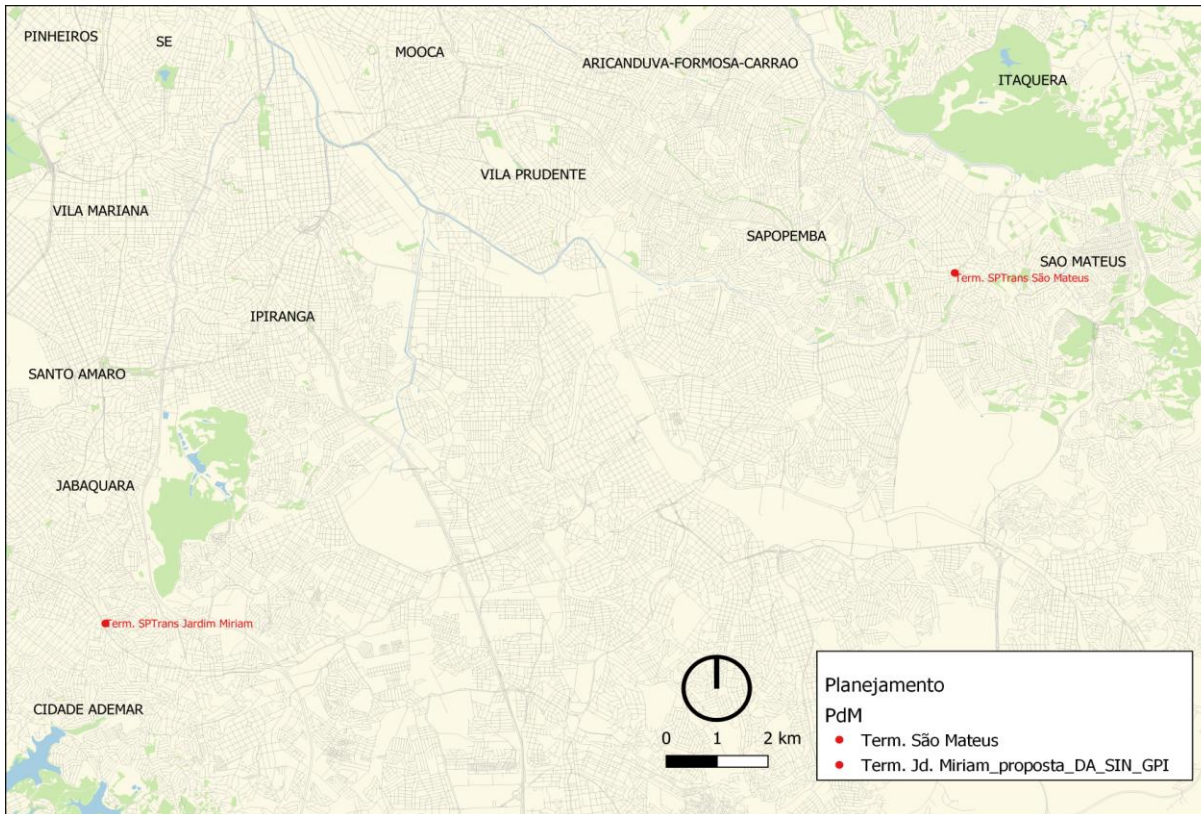 PINHEIROS
SE
MOOCA
ARICANDUVA-FORMOSA-CARRAO
ITAQUERA
VILA PRUDENTE
VILA MARIANA
SAPOPEMBA
SAO MATEUS
Term. SPTrans São Mateus
IPIRANGA
SANTO AMARO
JABAQUARA
Term. SPTrans Jardim Miriam
CIDADE ADEMAR
0 1 2 km
Planejamento
PdM
Term. São Mateus
Term. Jd. Miriam_proposta_DA_SIN_GPI